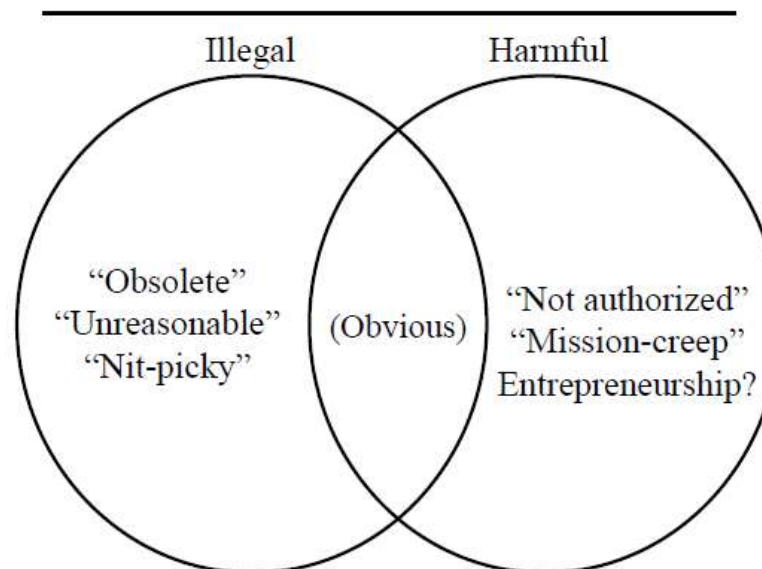 Illegal
Harmful
“Obsolete”
“Unreasonable”
“Nit-picky”
(Obvious)
“Not authorized”
“Mission-creep”
Entrepreneurship?